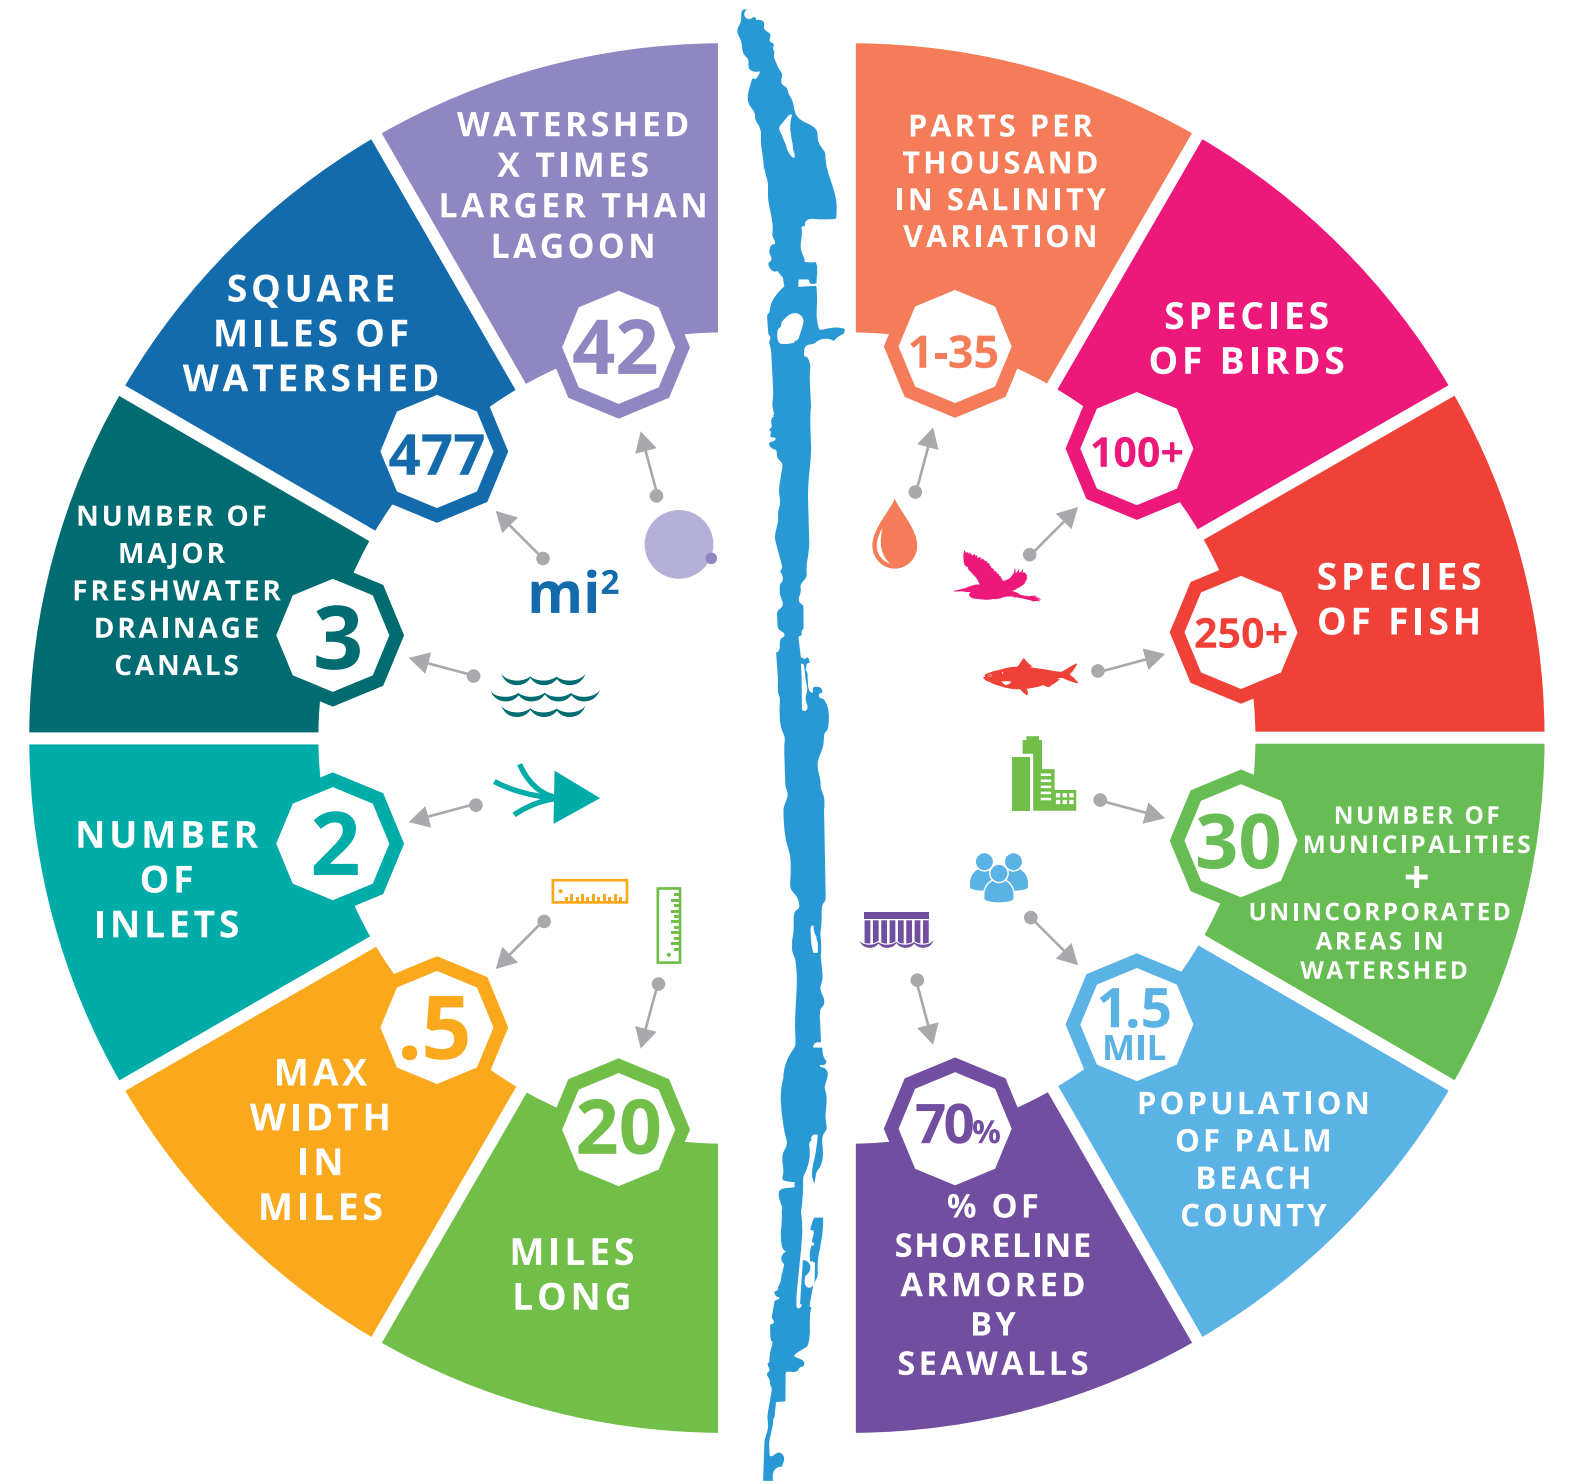 WATERSHED
X TIMES
LARGER THAN
LAGOON
42
SQUARE
MILES OF
WATERSHED
477
mi²
NUMBER OF
MAJOR
FRESHWATER
DRAINAGE
CANALS
3
NUMBER
OF
INLETS
2
MAX
WIDTH
IN
MILES
.5
MILES
LONG
20
PARTS PER
THOUSAND
IN SALINITY
VARIATION
1-35
SPECIES
OF BIRDS
100+
SPECIES
OF FISH
250+
NUMBER OF
MUNICIPALITIES
+
UNINCORPORATED
AREAS IN
WATERSHED
30
1.5
MIL
POPULATION
OF PALM
BEACH
COUNTY
70%
% OF
SHORELINE
ARMORED
BY
SEAWALLS